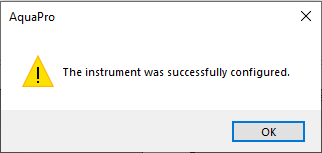 AquaPro
The instrument was successfully configured.
OK